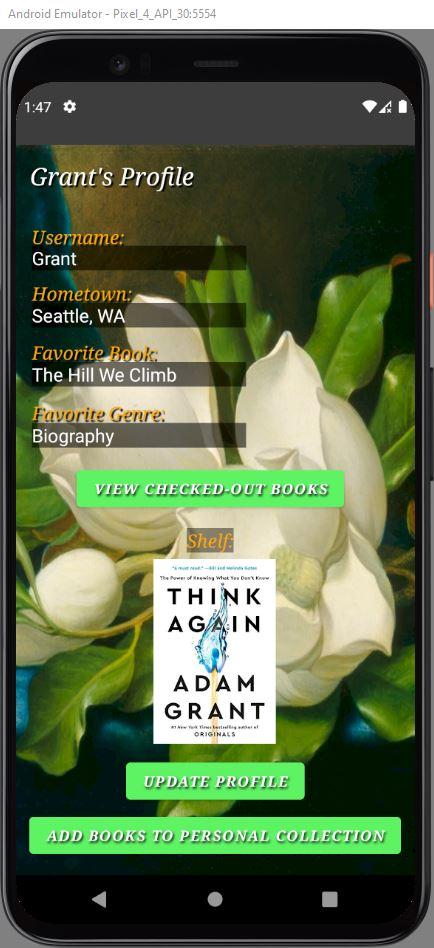 Android Emulator - Pixel_4_API_30:5554
1:47
Grant's Profile
Username:
Grant
Hometown:
Seattle, WA
Favorite Book:
The Hill We Climb
Favorite Genre:
Biography
VIEW CHECKED-OUT BOOKS
Shelf:
"A must read." —Bill and Melinda Gates
The Power of Knowing What You Don't Know
THINK
AGAIN
ADAM
GRANT
#1 New York Times bestselling author of
ORIGINALS
UPDATE PROFILE
ADD BOOKS TO PERSONAL COLLECTION